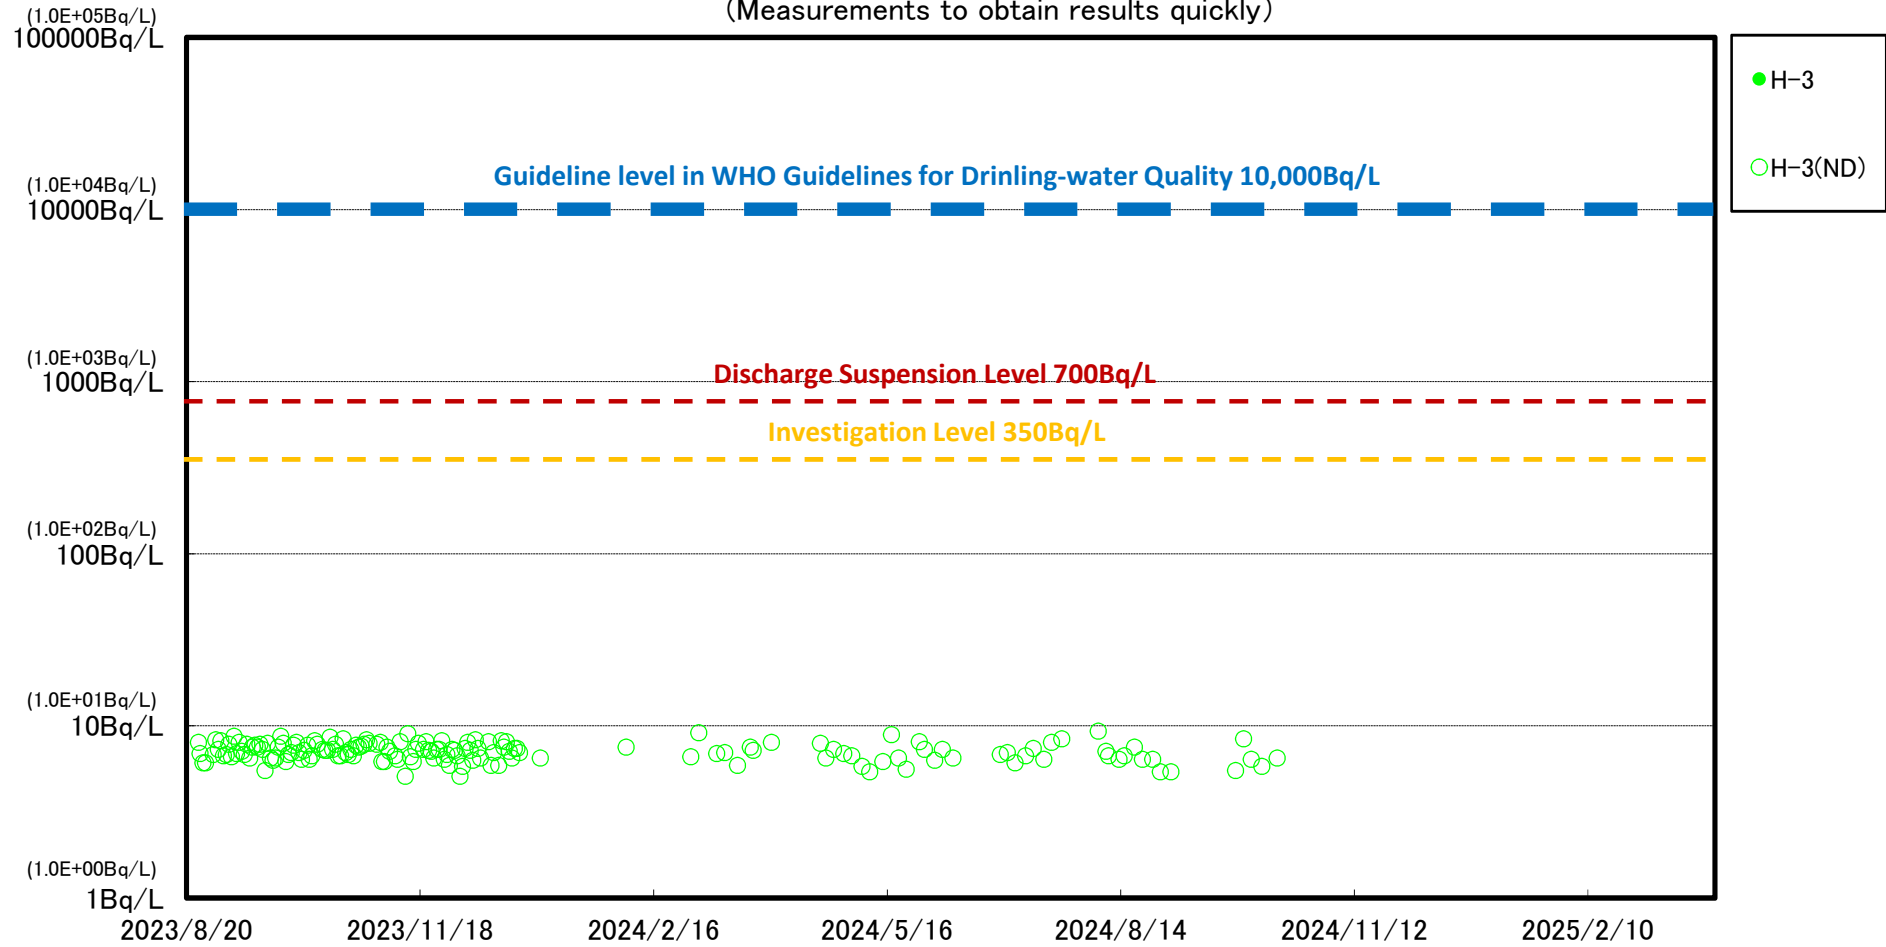 (Measurements to obtain results quickly)
(1.0E+05Bq/L)
100000Bq/L
H-3
H-3(ND)
Guideline level in WHO Guidelines for Drinling-water Quality 10,000Bq/L
(1.0E+04Bq/L)
10000Bq/L
(1.0E+03Bq/L)
1000Bq/L
Discharge Suspension Level 700Bq/L
Investigation Level 350Bq/L
(1.0E+02Bq/L)
100Bq/L
(1.0E+01Bq/L)
10Bq/L
(1.0E+00Bq/L)
1Bq/L
2023/8/20 2023/11/18 2024/2/16 2024/5/16 2024/8/14 2024/11/12 2025/2/10